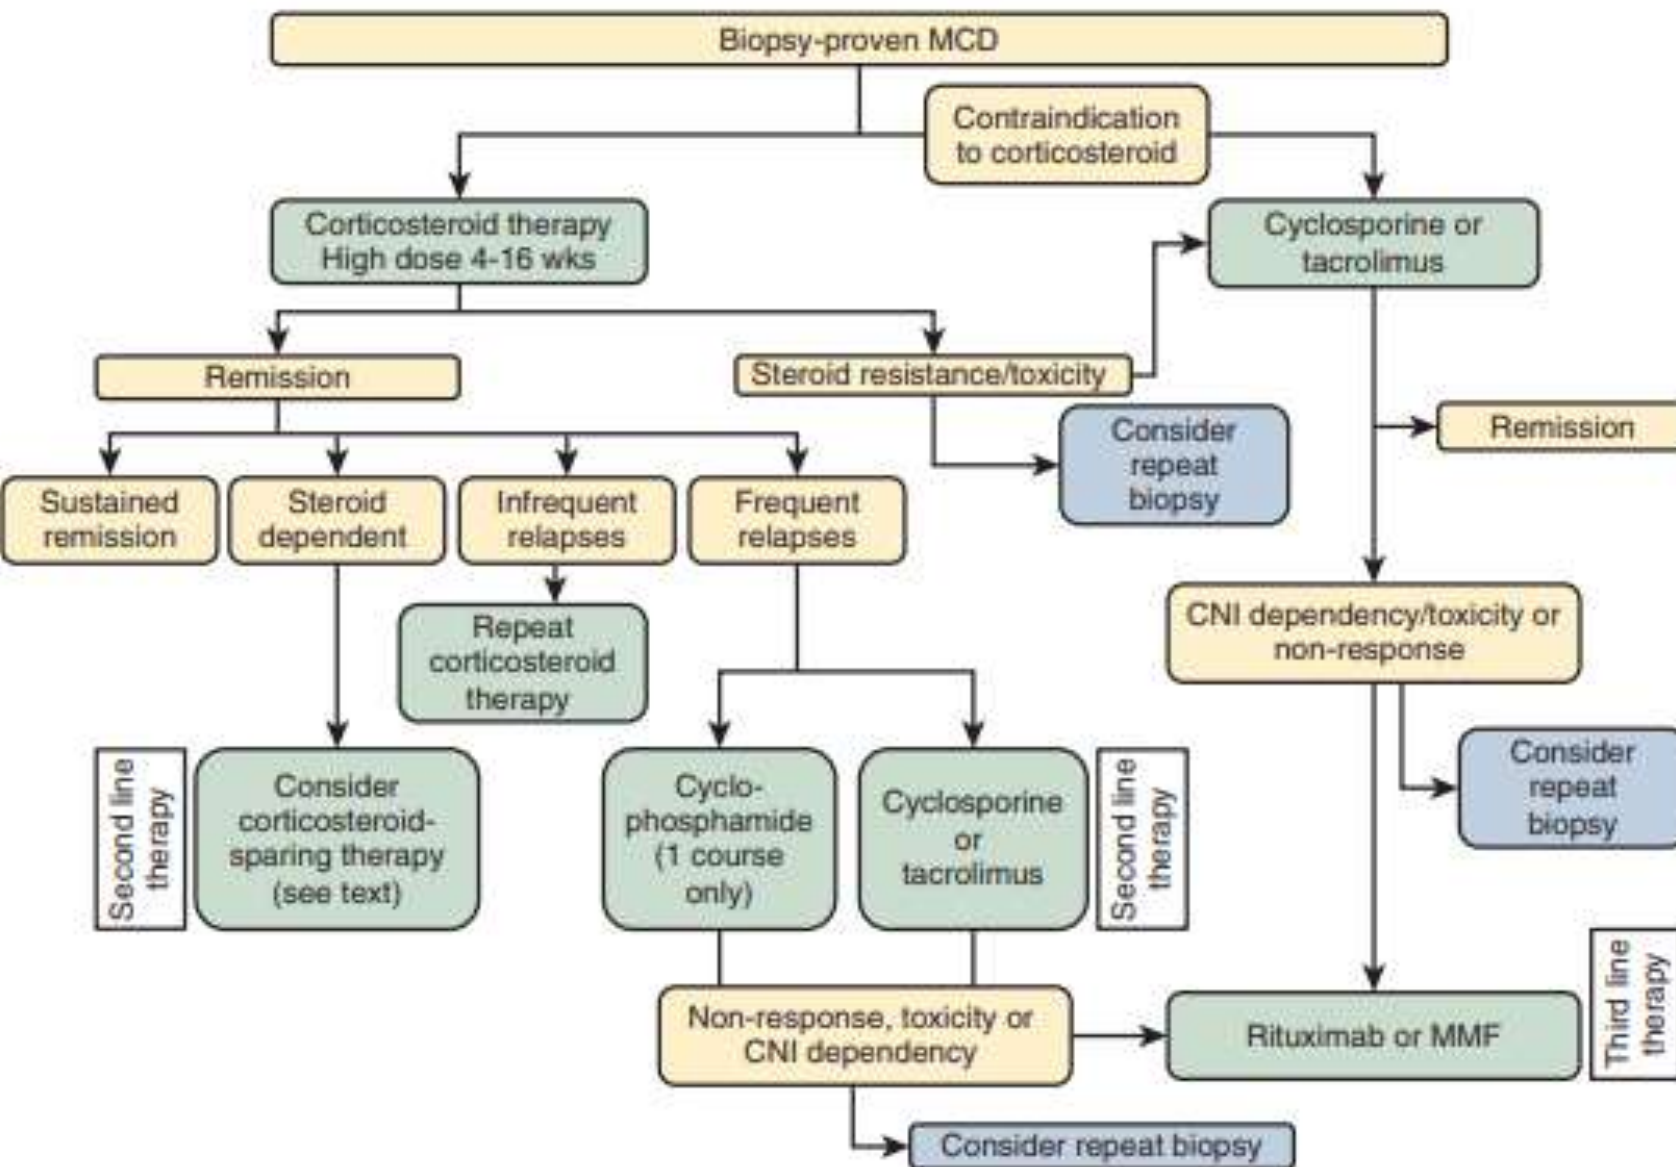 Biopsy-proven MCD
Contraindication
to corticosteroid
Corticosteroid therapy
High dose 4-16 wks
Cyclosporine or
tacrolimus
Remission
Steroid resistance/toxicity
Consider
repeat
biopsy
Remission
Sustained
remission
Steroid
dependent
Infrequent
relapses
Frequent
relapses
Repeat
corticosteroid
therapy
CNI dependency/toxicity or
non-response
Consider
repeat
biopsy
Second line
therapy
Consider
corticosteroid-
sparing therapy
(see text)
Cyclo-
phosphamide
(1 course
only)
Cyclosporine
or
tacrolimus
Second line
therapy
Non-response, toxicity or
CNI dependency
Rituximab or MMF
Third line
therapy
Consider repeat biopsy